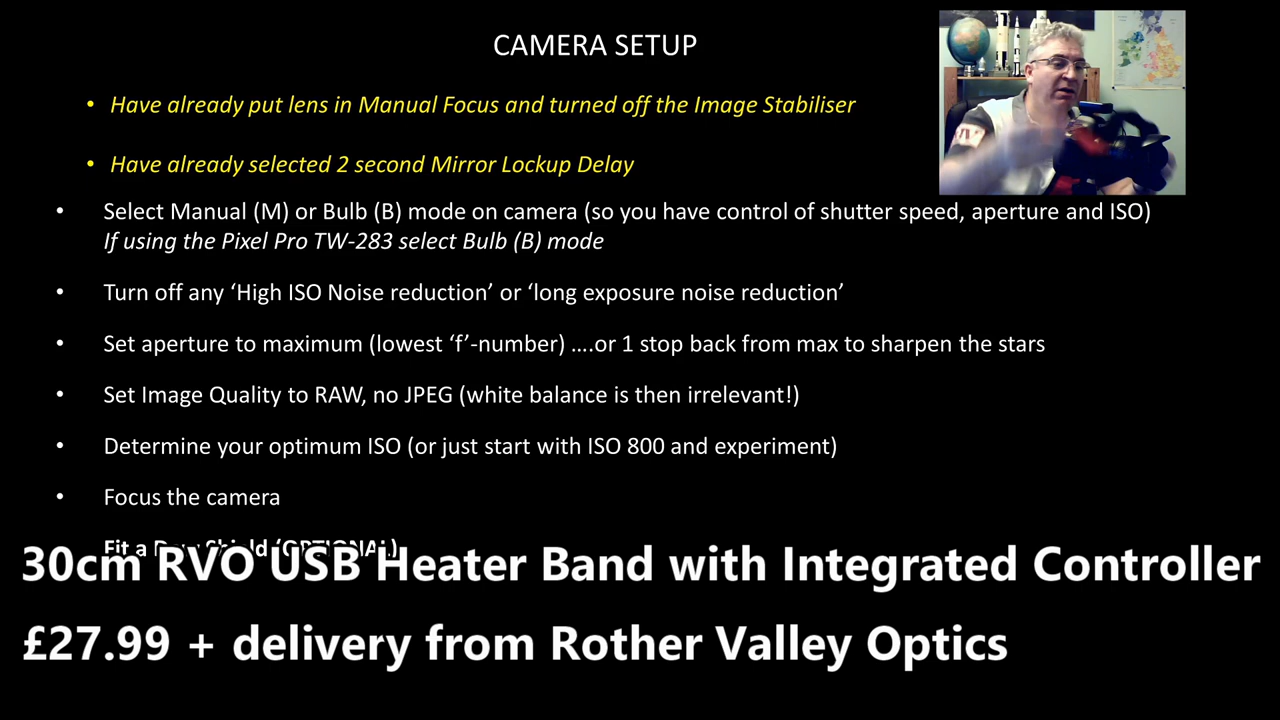 CAMERA SETUP
• Have already put lens in Manual Focus and turned off the Image Stabiliser
• Have already selected 2 second Mirror Lockup Delay
• Select Manual (M) or Bulb (B) mode on camera (so you have control of shutter speed, aperture and ISO)
If using the Pixel Pro TW-283 select Bulb (B) mode
• Turn off any ‘High ISO Noise reduction’ or ‘long exposure noise reduction’
• Set aperture to maximum (lowest ‘f’-number) ….or 1 stop back from max to sharpen the stars
• Set Image Quality to RAW, no JPEG (white balance is then irrelevant!)
• Determine your optimum ISO (or just start with ISO 800 and experiment)
• Focus the camera
Fit a Dew Shield (OPTIONAL)
30cm RVO USB Heater Band with Integrated Controller
£27.99 + delivery from Rother Valley Optics